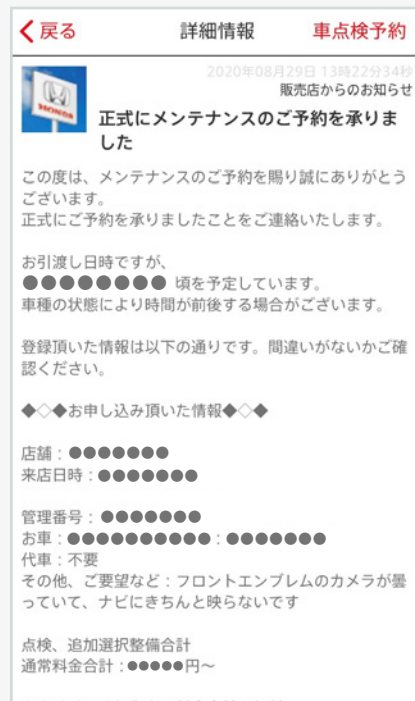 戻る 詳細情報 車点検予約
2020年08月29日 13時22分34秒
販売店からのお知らせ
HONDA
正式にメンテナンスのご予約を承りま
した
この度は、メンテナンスのご予約を賜り誠にありがとう
ございます。
正式にご予約を承りましたことをご連絡いたします。
お引渡し日時ですが、
●●●●●●●● 頃を予定しています。
車種の状態により時間が前後する場合がございます。
登録頂いた情報は以下の通りです。間違いがないかご確
認ください。
◆◇◆お申し込み頂いた情報◆◇◆
店舗：●●●●●●●
来店日時：●●●●●●●
管理番号：●●●●●●●
お車：●●●●●●●●●●：●●●●●●●
代車：不要
その他、ご要望など：フロントエンブレムのカメラが曇
っていて、ナビにきちんと映らないです
点検、追加選択整備合計
通常料金合計：●●●●●円～